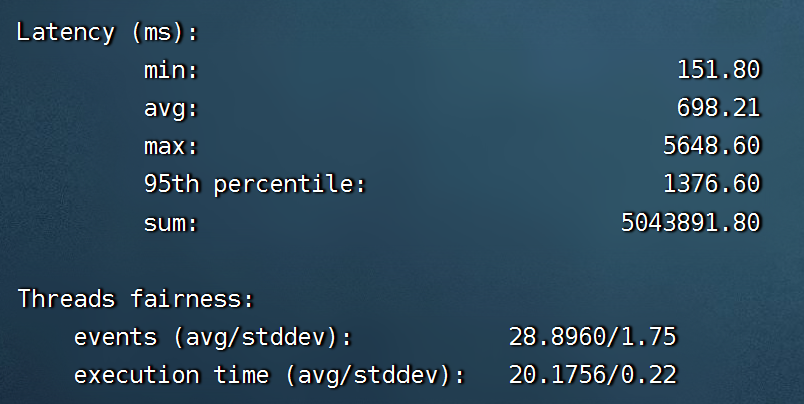 Latency (ms):
min: 151.80
avg: 698.21
max: 5648.60
95th percentile: 1376.60
sum: 5043891.80
Threads fairness:
events (avg/stddev): 28.8960/1.75
execution time (avg/stddev): 20.1756/0.22